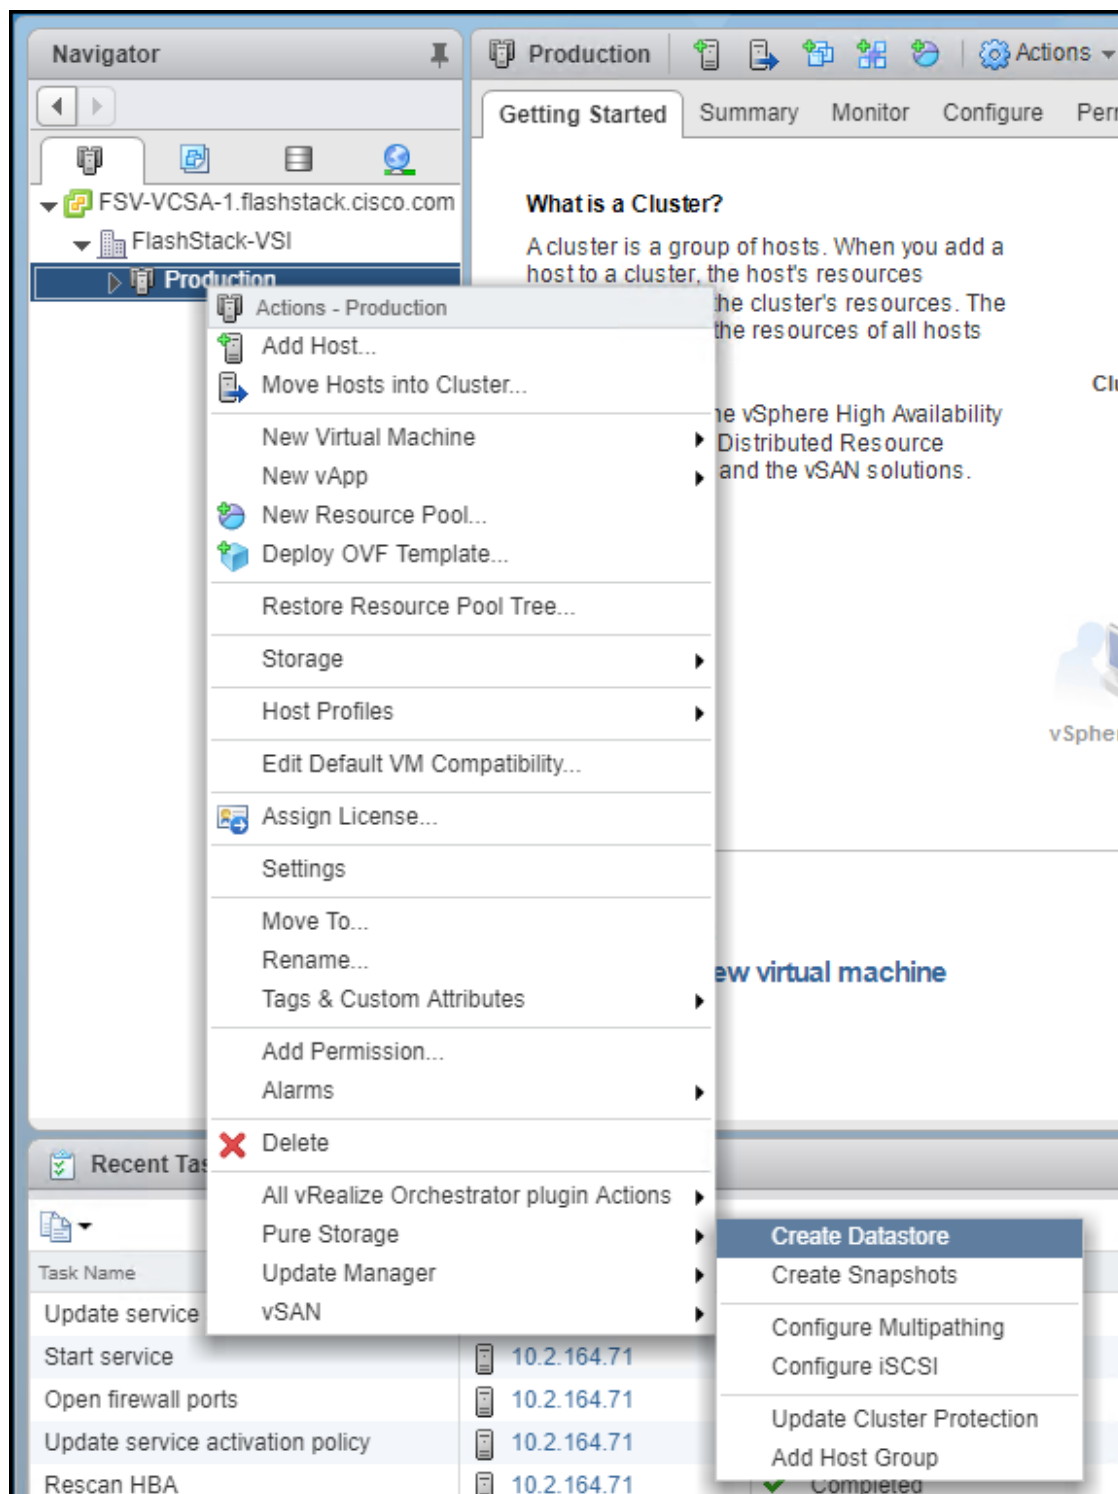 Navigator
Production
Actions
Getting Started
Summary
Monitor
Configure
FSV-VCSA-1.flashstack.cisco.com
FlashStack-VSI
Production
What is a Cluster?
A cluster is a group of hosts. When you add a
host to a cluster, the host's resources
the cluster's resources. The
the resources of all hosts
vSphere High Availability
Distributed Resource
and the vSAN solutions.
Actions - Production
Add Host...
Move Hosts into Cluster...
New Virtual Machine
New vApp
New Resource Pool...
Deploy OVF Template...
Restore Resource Pool Tree...
Storage
Host Profiles
Edit Default VM Compatibility...
Assign License...
Settings
Move To...
Rename...
Tags & Custom Attributes
Add Permission...
Alarms
Delete
All vRealize Orchestrator plugin Actions
Pure Storage
Update Manager
vSAN
virtual machine
Create Datastore
Create Snapshots
Configure Multipathing
Configure iSCSI
Update Cluster Protection
Add Host Group
Recent
Task Name
Update service
Start service
10.2.164.71
Open firewall ports
10.2.164.71
Update service activation policy
10.2.164.71
Rescan HBA
10.2.164.71
Completed